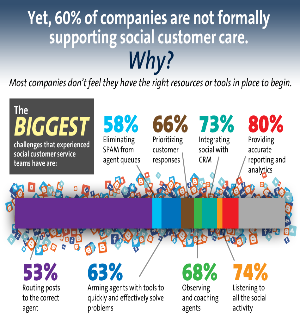 Yet, 60% of companies are not formally
supporting social customer care.
Why?
Most companies don't feel they have the right resources or tools in place to begin.
The
BIGGEST
challenges that experienced
social customer service
teams have are:
58%
Eliminating
SPAM from
agent queues
66%
Prioritizing
customer
responses
73%
Integrating
social with
CRM
80%
Providing
accurate
reporting and
analytics
53%
Routing posts
to the correct
agent
63%
Arming agents with tools to
quickly and effectively solve
problems
68%
Observing
and coaching
agents
74%
Listening to
all the social
activity